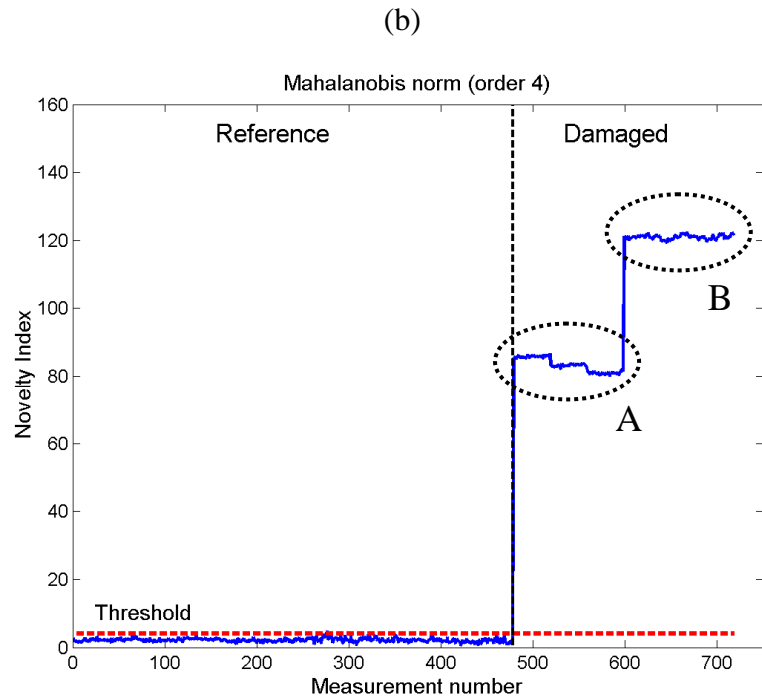 (b)
Mahalanobis norm (order 4)
160
140
120
100
80
60
40
20
0
Novelty Index
Reference
Damaged
B
A
Threshold
0 100 200 300 400 500 600 700
Measurement number